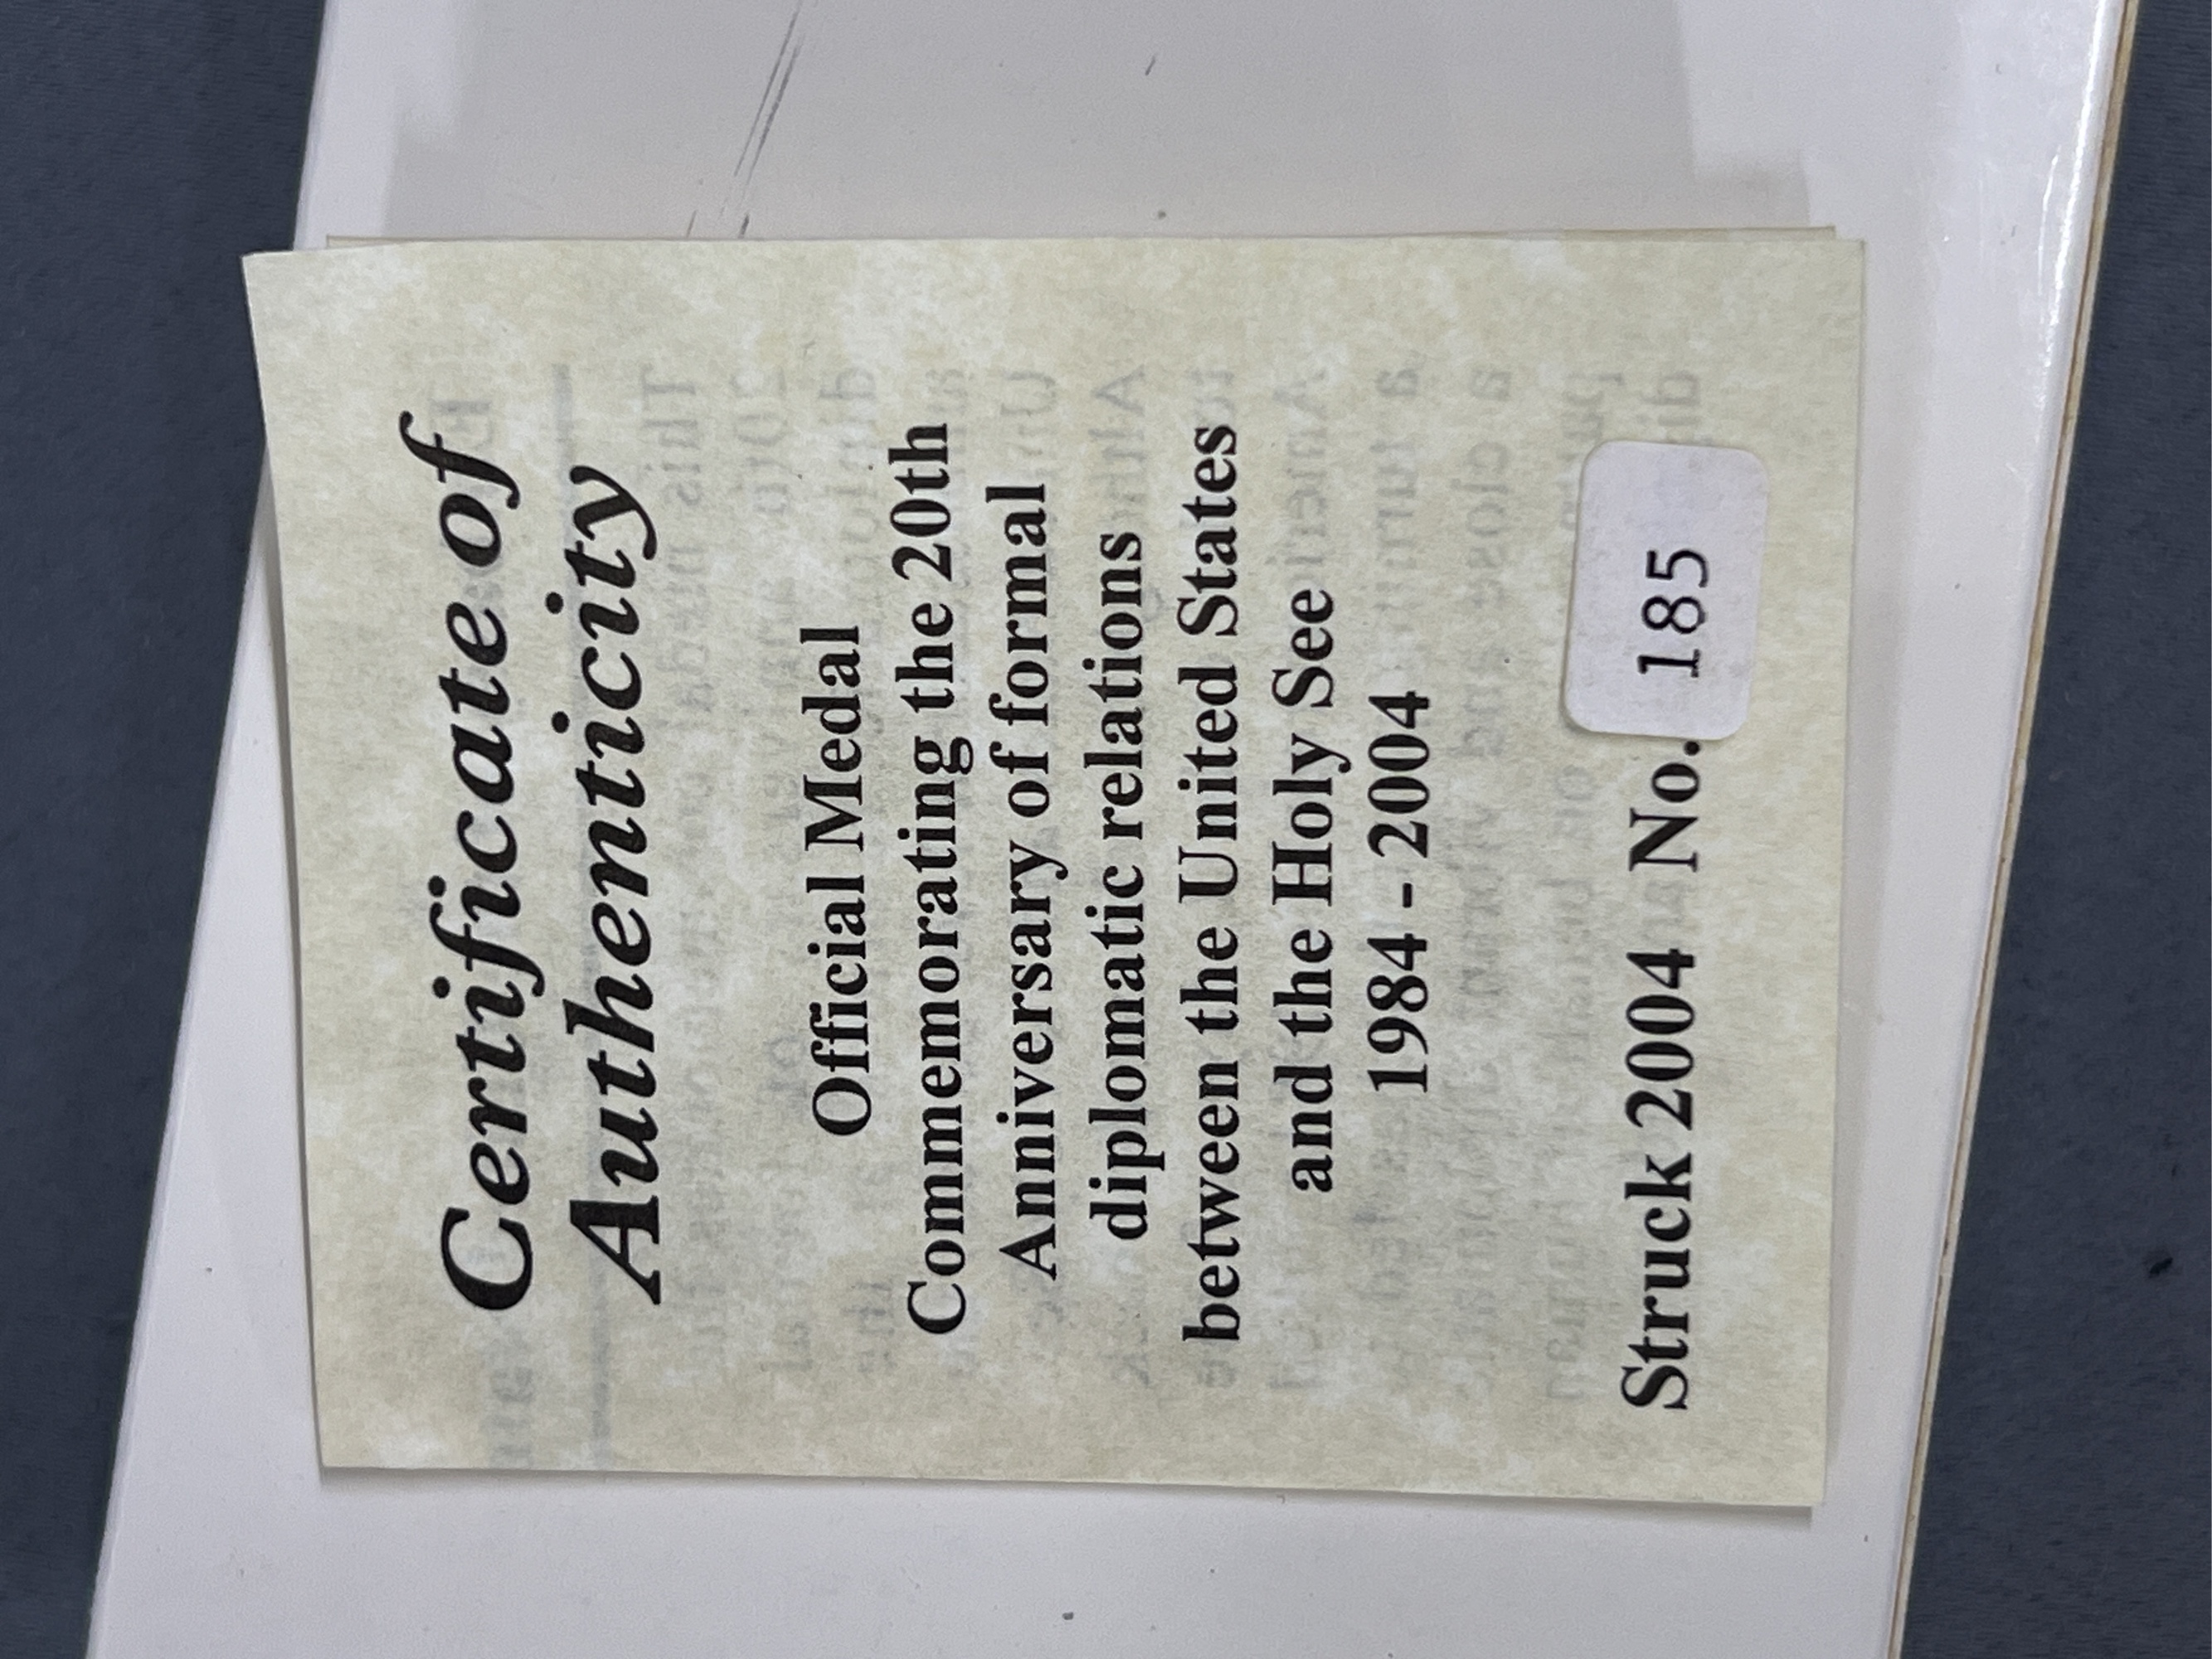 Certificate of
Authenticity
Official Medal
Commemorating the 20th
Anniversary of formal
diplomatic relations
between the United States
and the Holy See
1984 - 2004
Struck 2004 No. 185